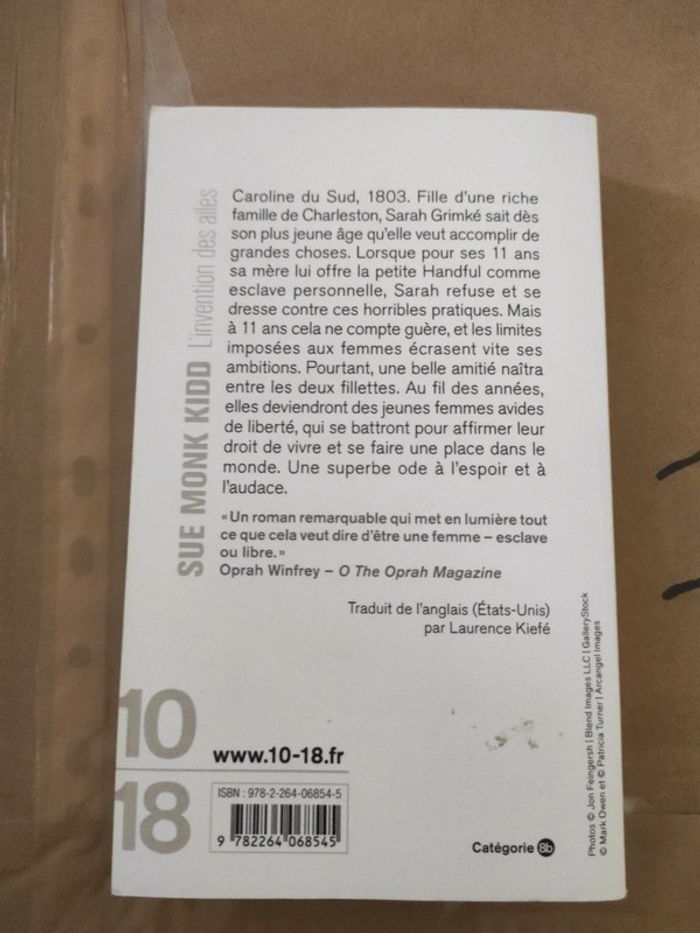 SUE MONK KIDD L'invention des ailes
Caroline du Sud, 1803. Fille d'une riche
famille de Charleston, Sarah Grimké sait dès
son plus jeune âge qu'elle veut accomplir de
grandes choses. Lorsque pour ses 11 ans
sa mère lui offre la petite Handful comme
esclave personnelle, Sarah refuse et se
dresse contre ces horribles pratiques. Mais
à 11 ans cela ne compte guère, et les limites
imposées aux femmes écrasent vite ses
ambitions. Pourtant, une belle amitié naîtra
entre les deux fillettes. Au fil des années,
elles deviendront des jeunes femmes avides
de liberté, qui se battront pour affirmer leur
droit de vivre et se faire une place dans le
monde. Une superbe ode à l'espoir et à
l'audace.
« Un roman remarquable qui met en lumière tout
ce que cela veut dire d'être une femme – esclave
ou libre. »
Oprah Winfrey – O The Oprah Magazine
Traduit de l'anglais (États-Unis)
par Laurence Kiefé
10
18
www.10-18.fr
ISBN : 978-2-264-06854-5
9 782264 068545
Catégorie 8b
Photos © Jon Feingersh | Blend Images LLC | GalleryStock
© Mark Owen et © Patricia Turner | Arcangel Images